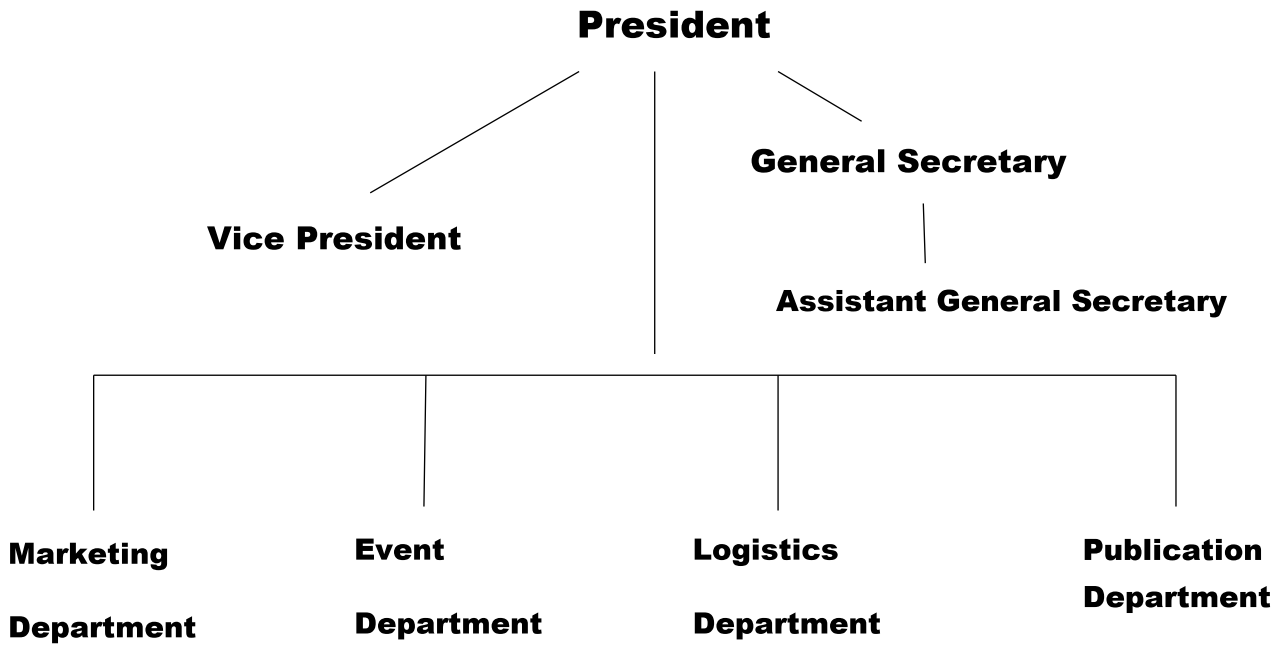 President
General Secretary
Vice President
Assistant General Secretary
Marketing
Department
Event
Department
Logistics
Department
Publication
Department